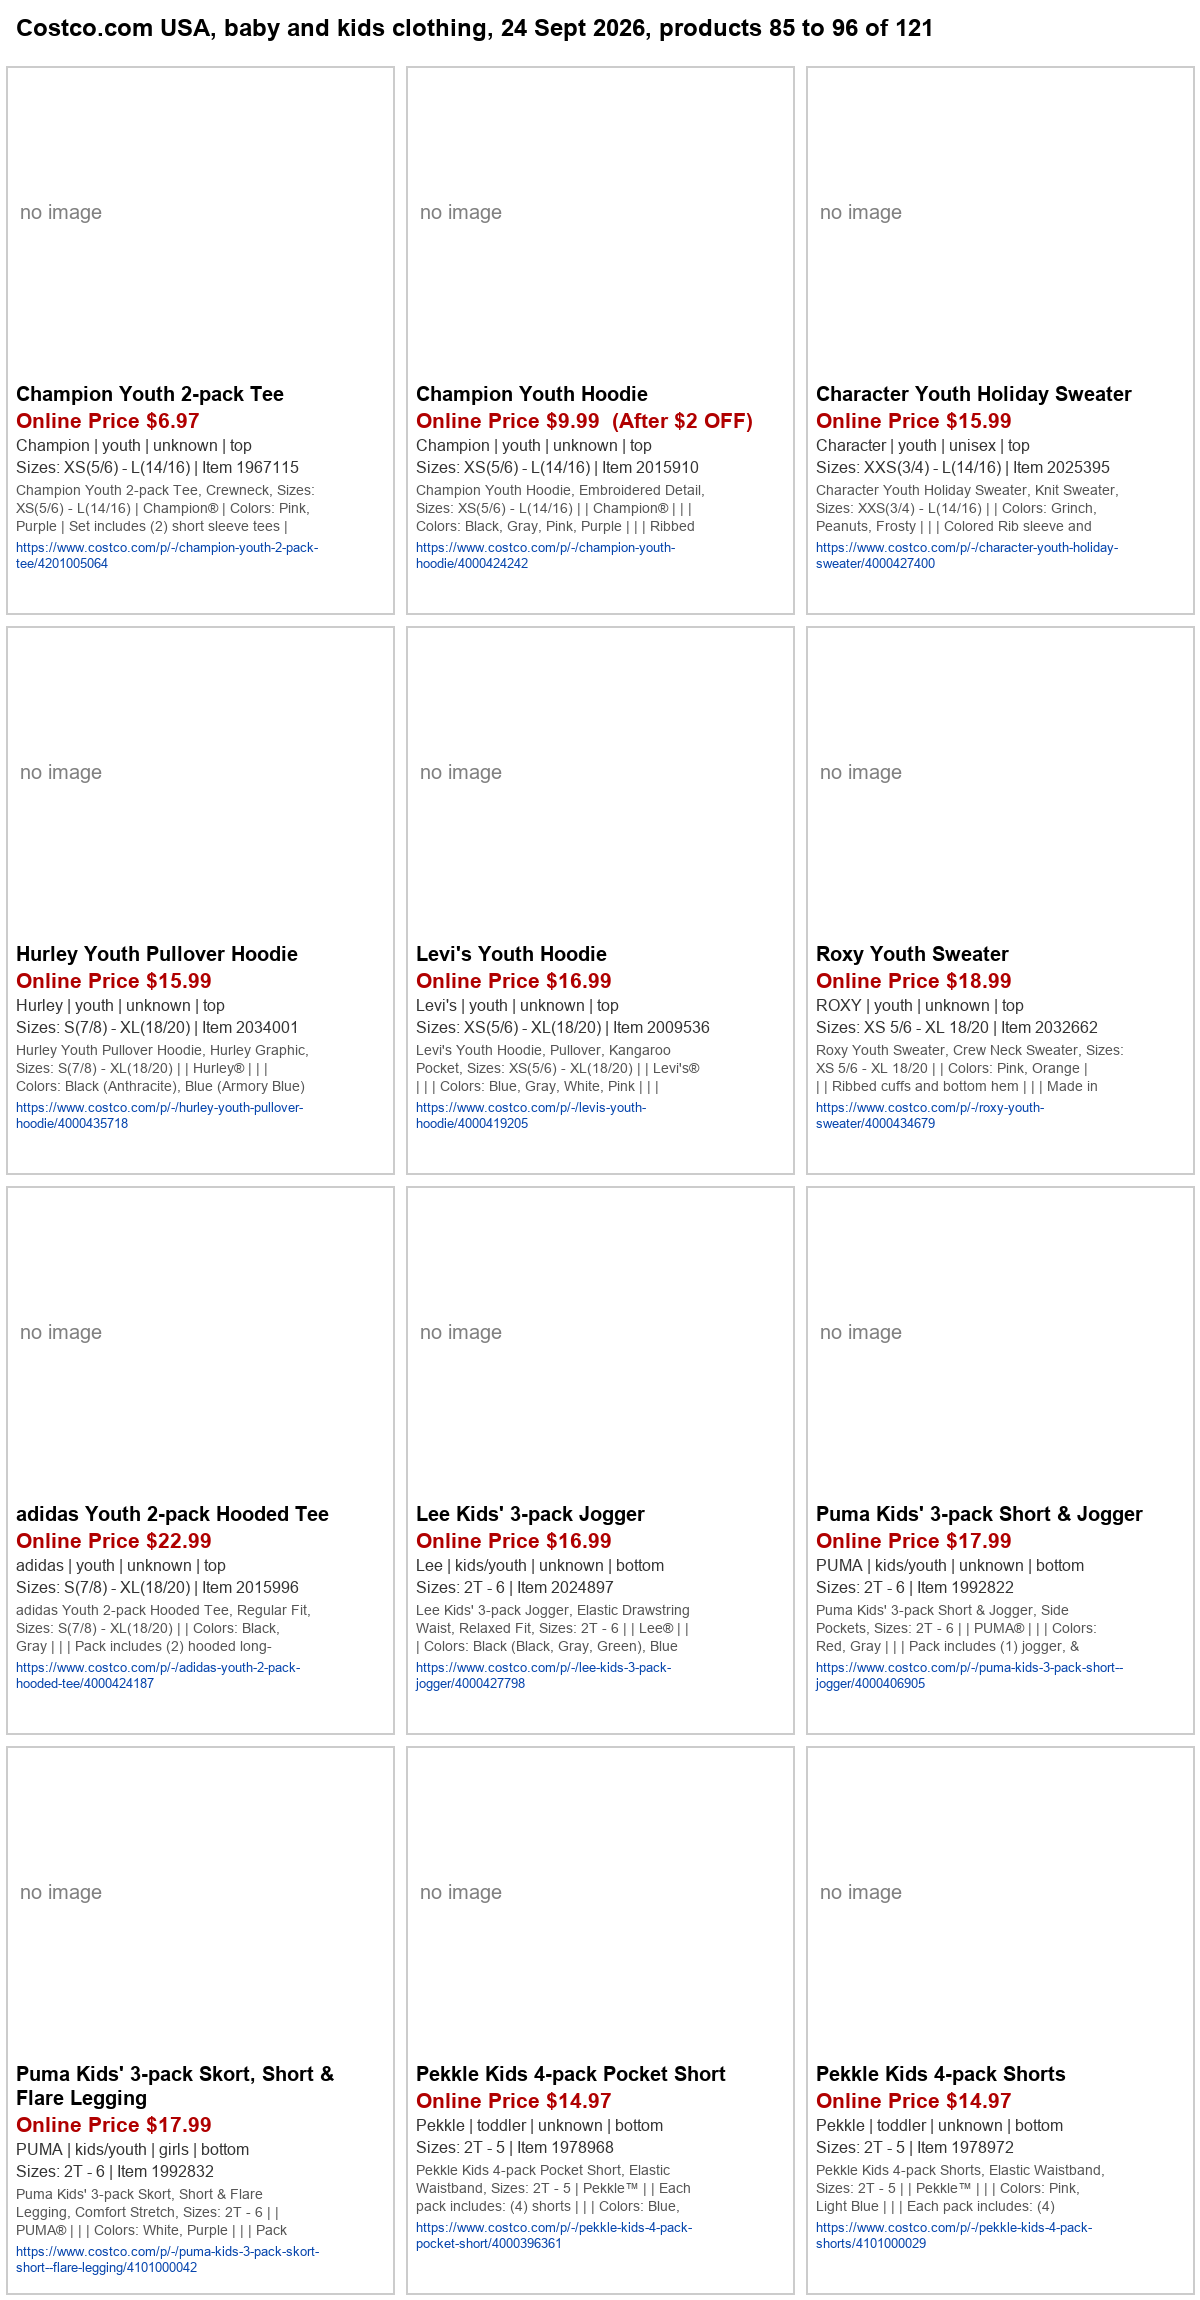 Costco.com USA, baby and kids clothing, 24 Sept 2026, products 85 to 96 of 121
no image
Champion Youth 2-pack Tee
Online Price $6.97
Champion | youth | unknown | top
Sizes: XS(5/6) - L(14/16) | Item 1967115
Champion Youth 2-pack Tee, Crewneck, Sizes:
XS(5/6) - L(14/16) | Champion® | Colors: Pink,
Purple | Set includes (2) short sleeve tees |
https://www.costco.com/p/-/champion-youth-2-pack-
tee/4201005064
no image
Champion Youth Hoodie
Online Price $9.99 (After $2 OFF)
Champion | youth | unknown | top
Sizes: XS(5/6) - L(14/16) | Item 2015910
Champion Youth Hoodie, Embroidered Detail,
Sizes: XS(5/6) - L(14/16) | | Champion® | | |
Colors: Black, Gray, Pink, Purple | | | Ribbed
https://www.costco.com/p/-/champion-youth-
hoodie/4000424242
no image
Character Youth Holiday Sweater
Online Price $15.99
Character | youth | unisex | top
Sizes: XXS(3/4) - L(14/16) | Item 2025395
Character Youth Holiday Sweater, Knit Sweater,
Sizes: XXS(3/4) - L(14/16) | | Colors: Grinch,
Peanuts, Frosty | | | Colored Rib sleeve and
https://www.costco.com/p/-/character-youth-holiday-
sweater/4000427400
no image
Hurley Youth Pullover Hoodie
Online Price $15.99
Hurley | youth | unknown | top
Sizes: S(7/8) - XL(18/20) | Item 2034001
Hurley Youth Pullover Hoodie, Hurley Graphic,
Sizes: S(7/8) - XL(18/20) | | Hurley® | | |
Colors: Black (Anthracite), Blue (Armory Blue)
https://www.costco.com/p/-/hurley-youth-pullover-
hoodie/4000435718
no image
Levi's Youth Hoodie
Online Price $16.99
Levi's | youth | unknown | top
Sizes: XS(5/6) - XL(18/20) | Item 2009536
Levi's Youth Hoodie, Pullover, Kangaroo
Pocket, Sizes: XS(5/6) - XL(18/20) | | Levi's®
| | | Colors: Blue, Gray, White, Pink | | |
https://www.costco.com/p/-/levis-youth-
hoodie/4000419205
no image
Roxy Youth Sweater
Online Price $18.99
ROXY | youth | unknown | top
Sizes: XS 5/6 - XL 18/20 | Item 2032662
Roxy Youth Sweater, Crew Neck Sweater, Sizes:
XS 5/6 - XL 18/20 | | Colors: Pink, Orange |
| | Ribbed cuffs and bottom hem | | | Made in
https://www.costco.com/p/-/roxy-youth-
sweater/4000434679
no image
adidas Youth 2-pack Hooded Tee
Online Price $22.99
adidas | youth | unknown | top
Sizes: S(7/8) - XL(18/20) | Item 2015996
adidas Youth 2-pack Hooded Tee, Regular Fit,
Sizes: S(7/8) - XL(18/20) | | Colors: Black,
Gray | | | Pack includes (2) hooded long-
https://www.costco.com/p/-/adidas-youth-2-pack-
hooded-tee/4000424187
no image
Lee Kids' 3-pack Jogger
Online Price $16.99
Lee | kids/youth | unknown | bottom
Sizes: 2T - 6 | Item 2024897
Lee Kids' 3-pack Jogger, Elastic Drawstring
Waist, Relaxed Fit, Sizes: 2T - 6 | | Lee® | |
| Colors: Black (Black, Gray, Green), Blue
https://www.costco.com/p/-/lee-kids-3-pack-
jogger/4000427798
no image
Puma Kids' 3-pack Short & Jogger
Online Price $17.99
PUMA | kids/youth | unknown | bottom
Sizes: 2T - 6 | Item 1992822
Puma Kids' 3-pack Short & Jogger, Side
Pockets, Sizes: 2T - 6 | | PUMA® | | | Colors:
Red, Gray | | | Pack includes (1) jogger, &
https://www.costco.com/p/-/puma-kids-3-pack-short--
jogger/4000406905
no image
Puma Kids' 3-pack Skort, Short &
Flare Legging
Online Price $17.99
PUMA | kids/youth | girls | bottom
Sizes: 2T - 6 | Item 1992832
Puma Kids' 3-pack Skort, Short & Flare
Legging, Comfort Stretch, Sizes: 2T - 6 | |
PUMA® | | | Colors: White, Purple | | | Pack
https://www.costco.com/p/-/puma-kids-3-pack-skort-
short--flare-legging/4101000042
no image
Pekkle Kids 4-pack Pocket Short
Online Price $14.97
Pekkle | toddler | unknown | bottom
Sizes: 2T - 5 | Item 1978968
Pekkle Kids 4-pack Pocket Short, Elastic
Waistband, Sizes: 2T - 5 | Pekkle™ | | Each
pack includes: (4) shorts | | | Colors: Blue,
https://www.costco.com/p/-/pekkle-kids-4-pack-
pocket-short/4000396361
no image
Pekkle Kids 4-pack Shorts
Online Price $14.97
Pekkle | toddler | unknown | bottom
Sizes: 2T - 5 | Item 1978972
Pekkle Kids 4-pack Shorts, Elastic Waistband,
Sizes: 2T - 5 | | Pekkle™ | | | Colors: Pink,
Light Blue | | | Each pack includes: (4)
https://www.costco.com/p/-/pekkle-kids-4-pack-
shorts/4101000029